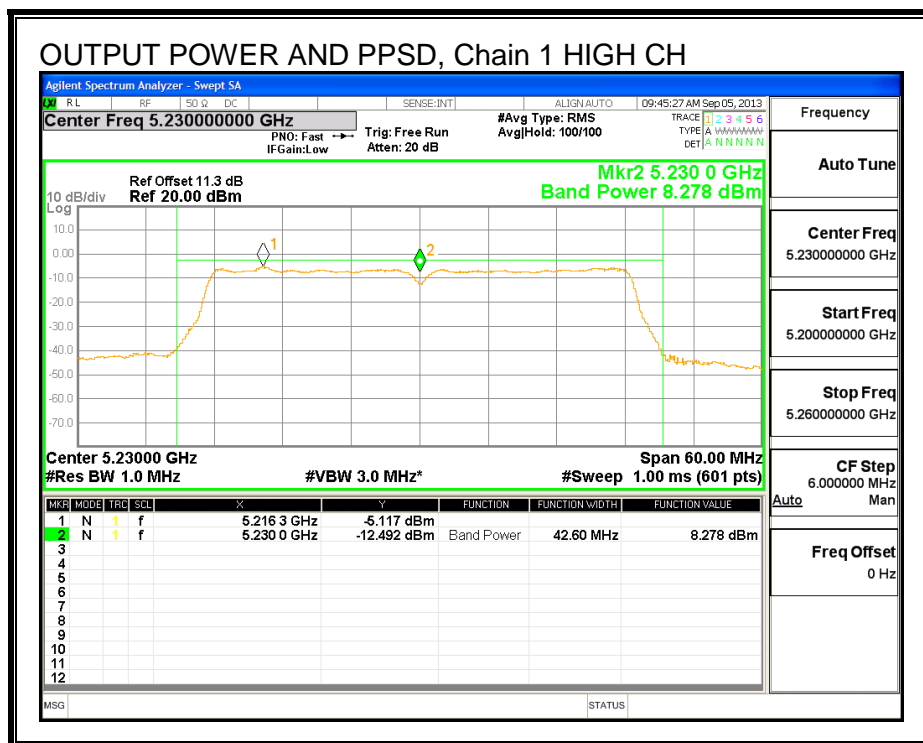 OUTPUT POWER AND PPSD, Chain 1 HIGH CH
Agilent Spectrum Analyzer - Swept SA
LXI RL RF 50 Ω DC SENSE:INT ALIGN AUTO 09:45:27 AM Sep 05, 2013
Center Freq 5.230000000 GHz
PNO: Fast
IFGain:Low
Trig: Free Run
Atten: 20 dB
#Avg Type: RMS
Avg|Hold: 100/100
TRACE 1 2 3 4 5 6
TYPE A WWWWW
DET A N N N N N
Ref Offset 11.3 dB
Ref 20.00 dBm
10 dB/div
Log
Mkr2 5.230 0 GHz
Band Power 8.278 dBm
10.0
0.00
-10.0
-20.0
-30.0
-40.0
-50.0
-60.0
-70.0
1
2
Center 5.23000 GHz Span 60.00 MHz
#Res BW 1.0 MHz #VBW 3.0 MHz* #Sweep 1.00 ms (601 pts)
MKR MODE TRC SCL X Y FUNCTION FUNCTION WIDTH FUNCTION VALUE
1 N 1 f 5.216 3 GHz -5.117 dBm
2 N 1 f 5.230 0 GHz -12.492 dBm Band Power 42.60 MHz 8.278 dBm
3
4
5
6
7
8
9
10
11
12
MSG STATUS
Frequency
Auto Tune
Center Freq
5.230000000 GHz
Start Freq
5.200000000 GHz
Stop Freq
5.260000000 GHz
CF Step
6.000000 MHz
Auto Man
Freq Offset
0 Hz